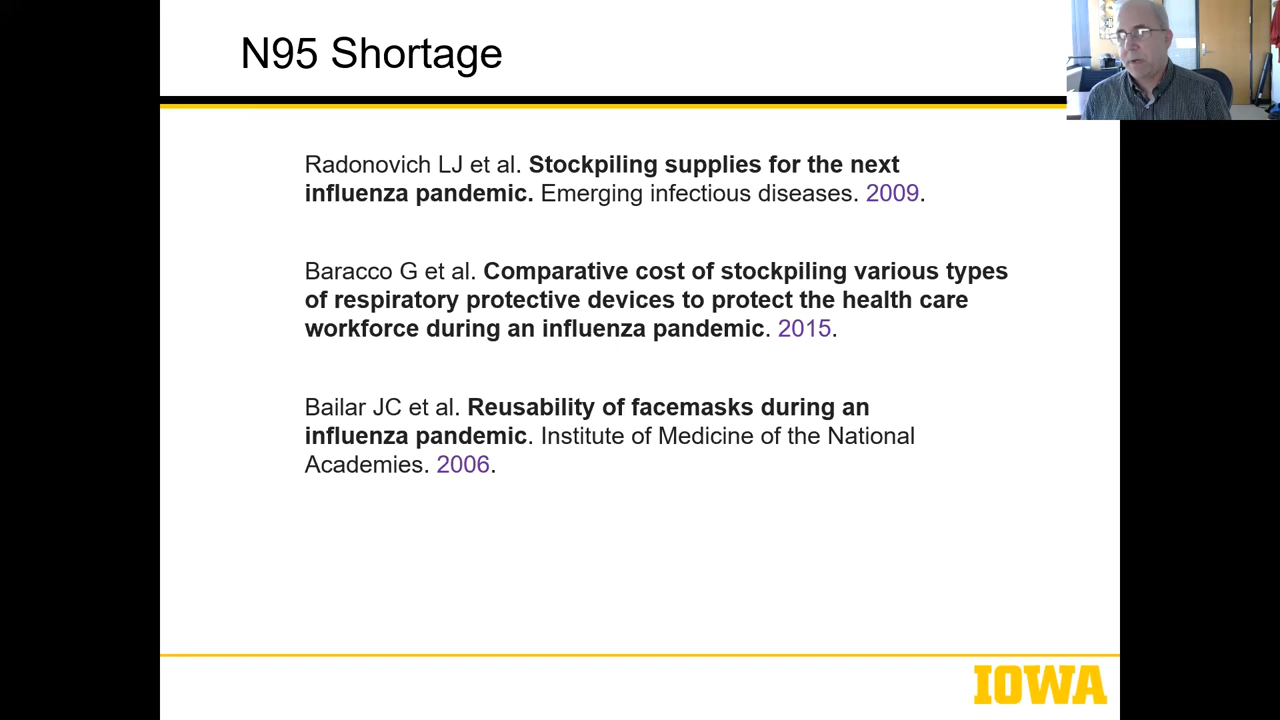 N95 Shortage
Radonovich LJ et al. Stockpiling supplies for the next
influenza pandemic. Emerging infectious diseases. 2009.
Baracco G et al. Comparative cost of stockpiling various types
of respiratory protective devices to protect the health care
workforce during an influenza pandemic. 2015.
Bailar JC et al. Reusability of facemasks during an
influenza pandemic. Institute of Medicine of the National
Academies. 2006.
IOWA